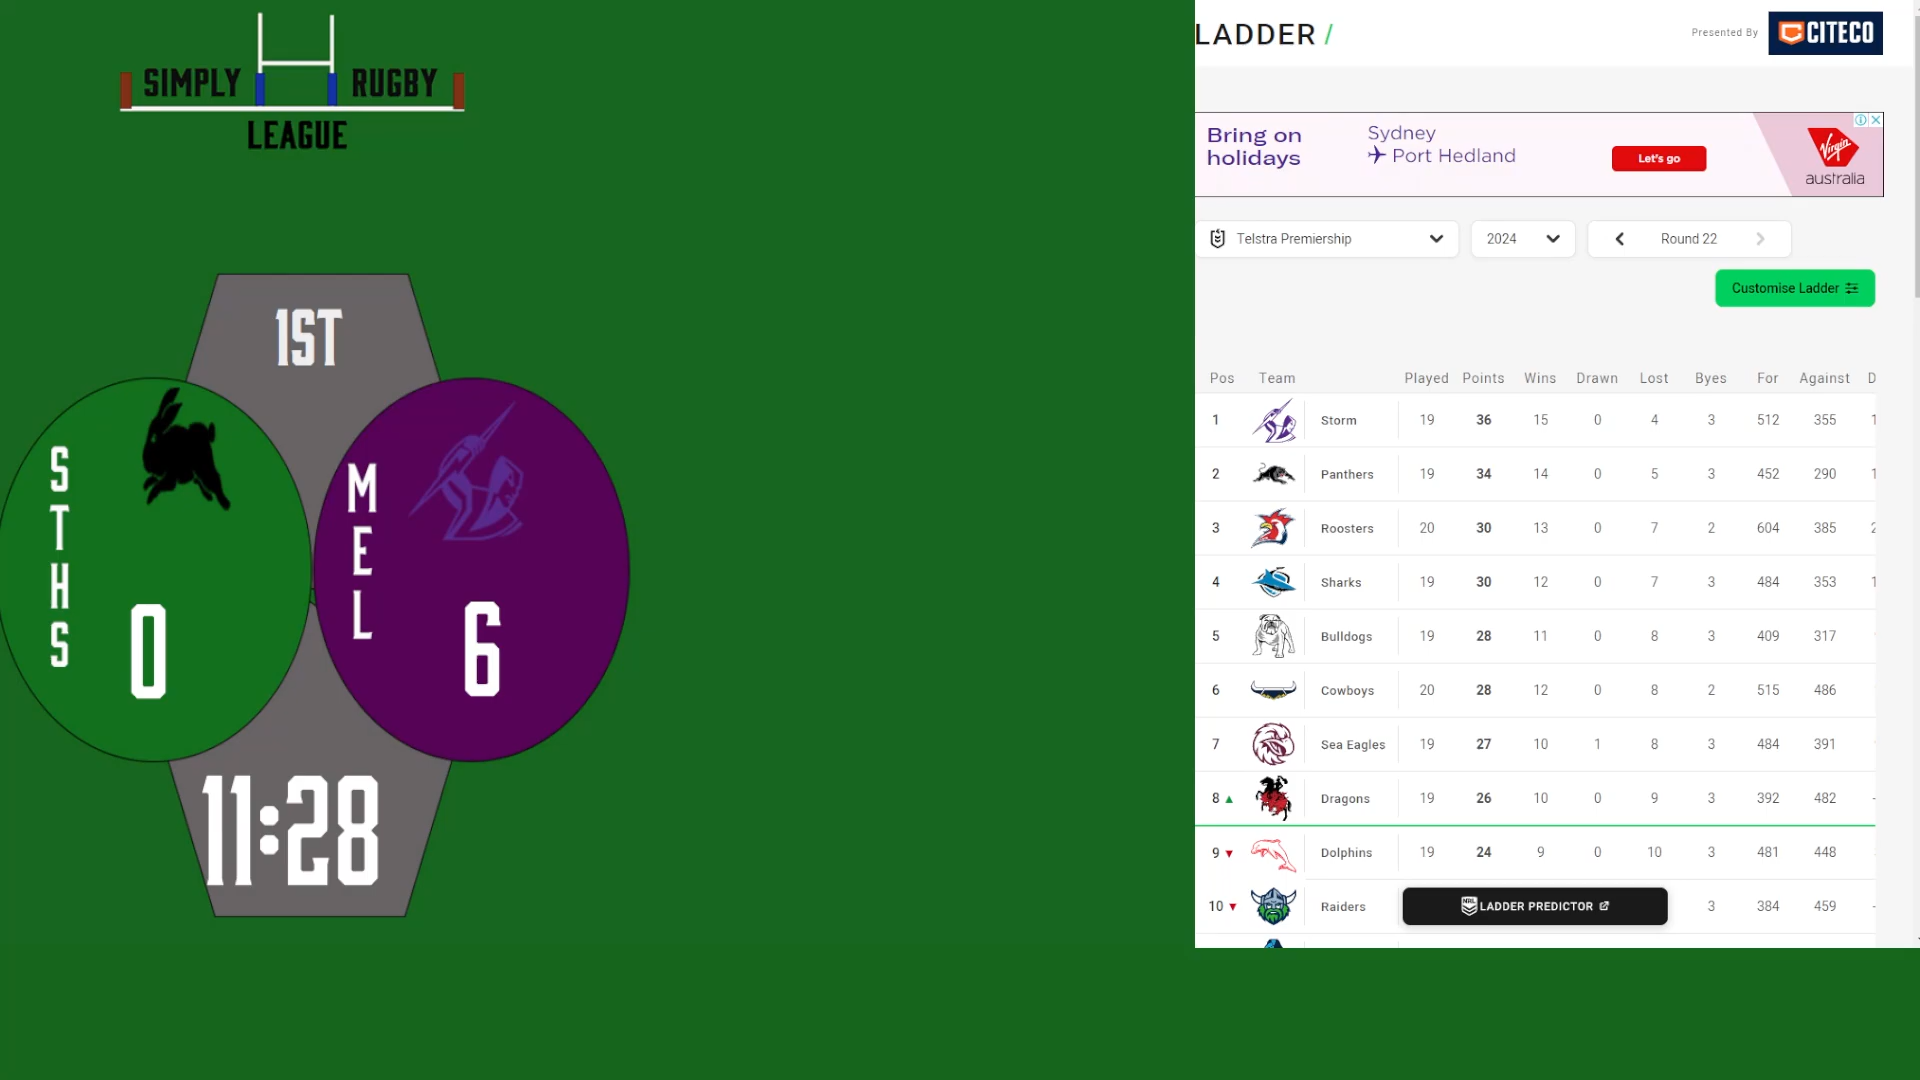 SIMPLY RUGBY
LEAGUE
1ST
STHS
0
MEL
6
11:28
LADDER /
Presented By CITECO
Bring on
holidays
Sydney
Port Hedland
Let's go
Virgin
australia
Telstra Premiership 2024 Round 22
Customise Ladder
Pos Team Played Points Wins Drawn Lost Byes For Against D
1 Storm 19 36 15 0 4 3 512 355 1
2 Panthers 19 34 14 0 5 3 452 290 1
3 Roosters 20 30 13 0 7 2 604 385 2
4 Sharks 19 30 12 0 7 3 484 353 1
5 Bulldogs 19 28 11 0 8 3 409 317
6 Cowboys 20 28 12 0 8 2 515 486
7 Sea Eagles 19 27 10 1 8 3 484 391
8 ▲ Dragons 19 26 10 0 9 3 392 482 -
9 ▼ Dolphins 19 24 9 0 10 3 481 448
10 ▼ Raiders 3 384 459 -
NRL LADDER PREDICTOR